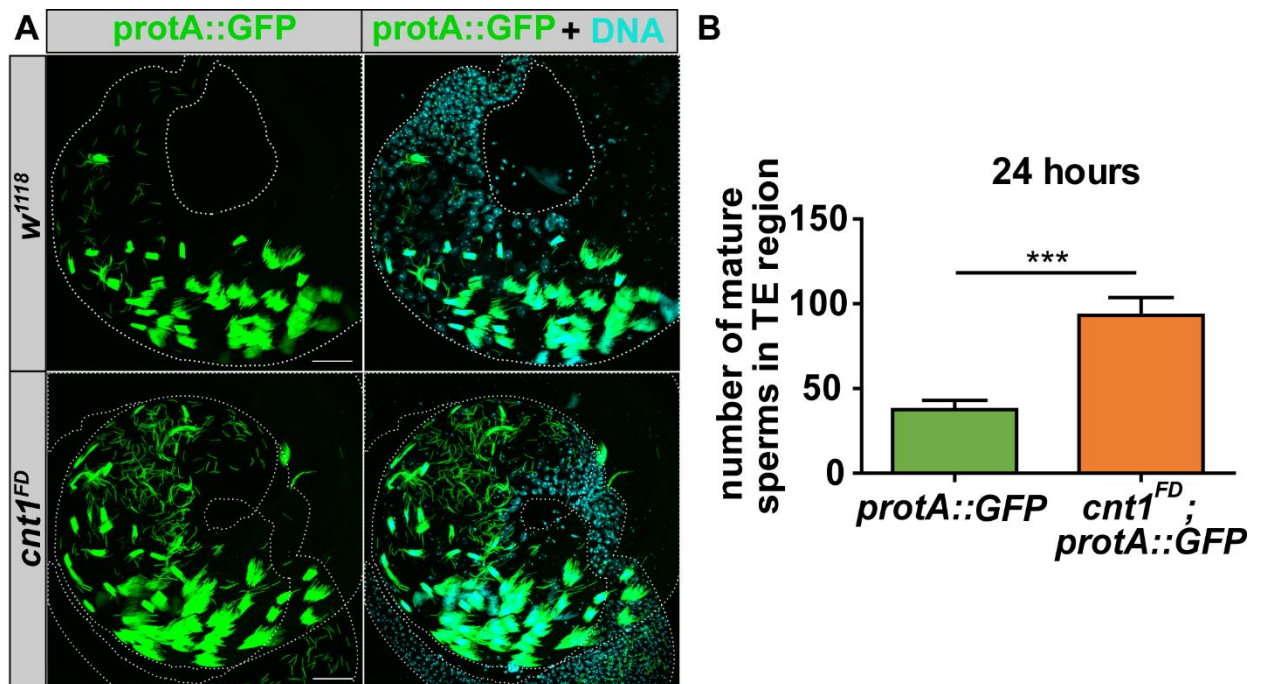 A
protA::GFP
protA::GFP + DNA
B
w1118
cnt1FD
24 hours
number of mature
sperms in TE region
150
100
50
0
***
protA::GFP
cnt1FD;
protA::GFP